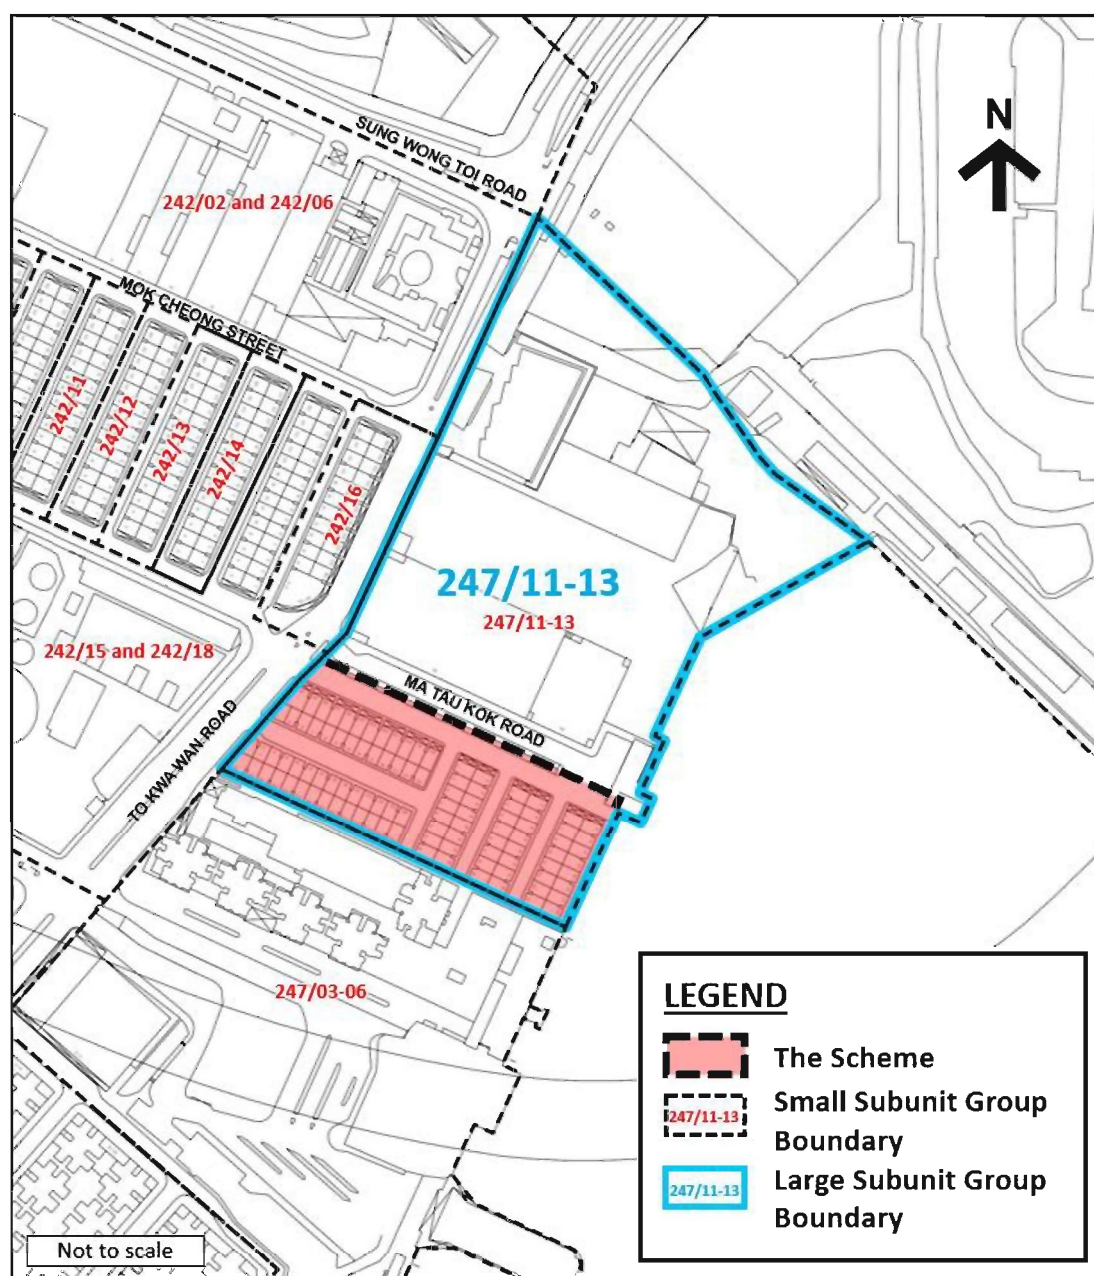 N
SUNG WONG TOI ROAD
242/02 and 242/06
MOK CHEONG STREET
242/11
242/12
242/13
242/14
242/16
247/11-13
247/11-13
242/15 and 242/18
MA TAU KOK ROAD
TO KWA WAN ROAD
247/03-06
LEGEND
The Scheme
247/11-13
Small Subunit Group
Boundary
247/11-13
Large Subunit Group
Boundary
Not to scale